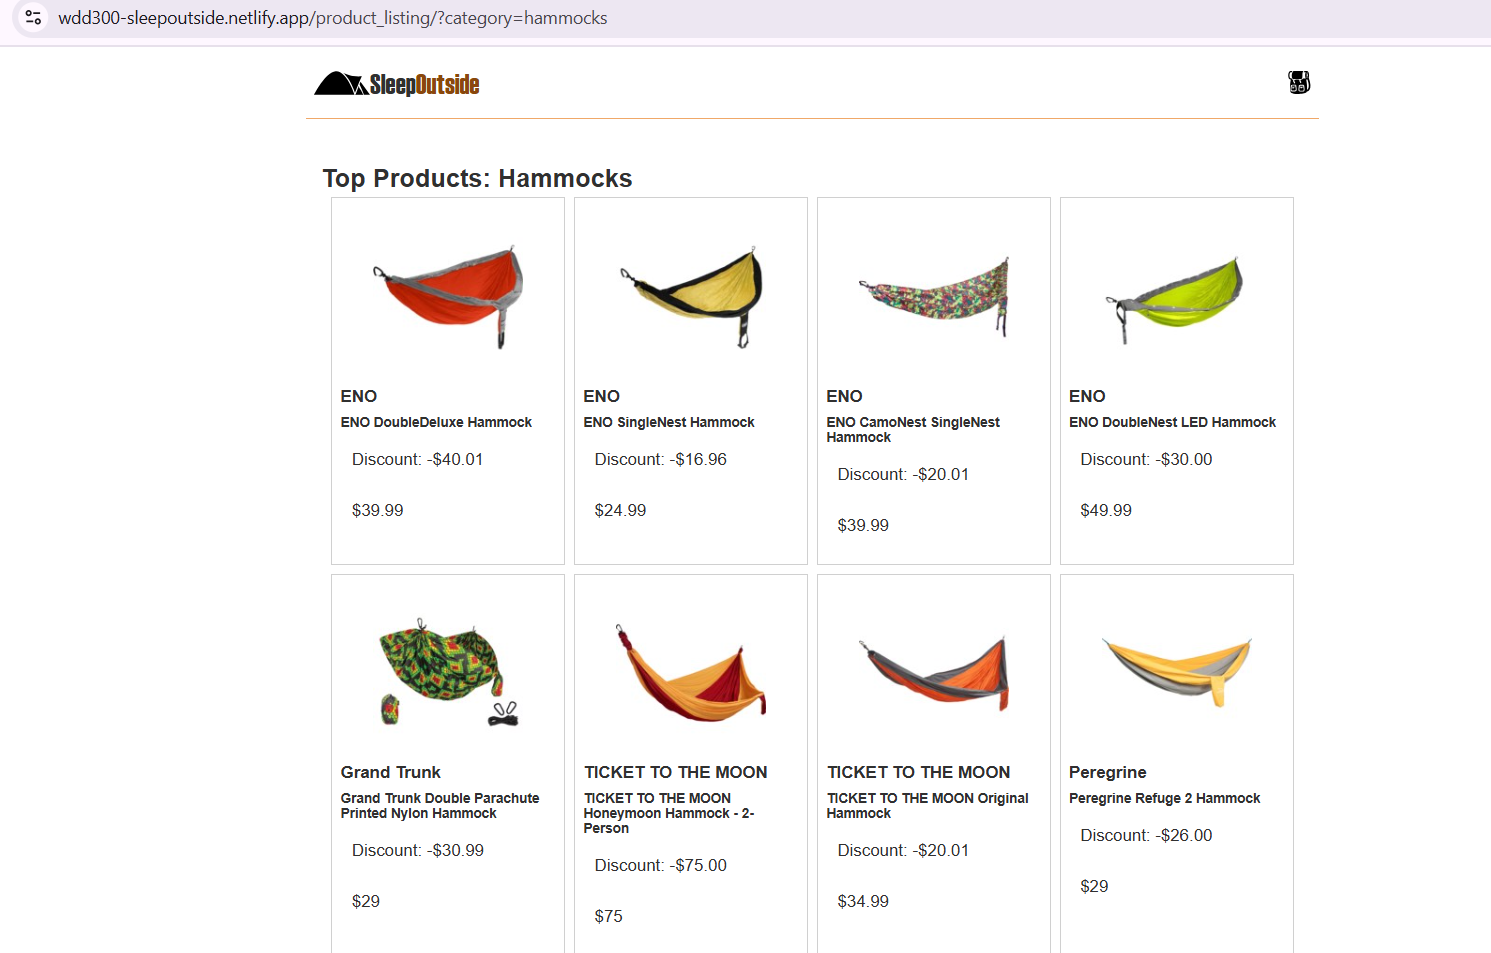 wdd300-sleepoutside.netlify.app/product_listing/?category=hammocks
SleepOutside
Top Products: Hammocks
ENO
ENO DoubleDeluxe Hammock
Discount: -$40.01
$39.99
ENO
ENO SingleNest Hammock
Discount: -$16.96
$24.99
ENO
ENO CamoNest SingleNest
Hammock
Discount: -$20.01
$39.99
ENO
ENO DoubleNest LED Hammock
Discount: -$30.00
$49.99
Grand Trunk
Grand Trunk Double Parachute
Printed Nylon Hammock
Discount: -$30.99
$29
TICKET TO THE MOON
TICKET TO THE MOON
Honeymoon Hammock - 2-
Person
Discount: -$75.00
$75
TICKET TO THE MOON
TICKET TO THE MOON Original
Hammock
Discount: -$20.01
$34.99
Peregrine
Peregrine Refuge 2 Hammock
Discount: -$26.00
$29